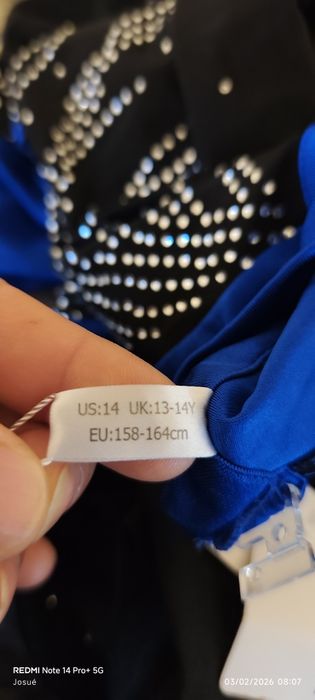 US:14 UK:13-14Y
EU:158-164cm
REDMI Note 14 Pro+ 5G
Josué
03/02/2026 08:07